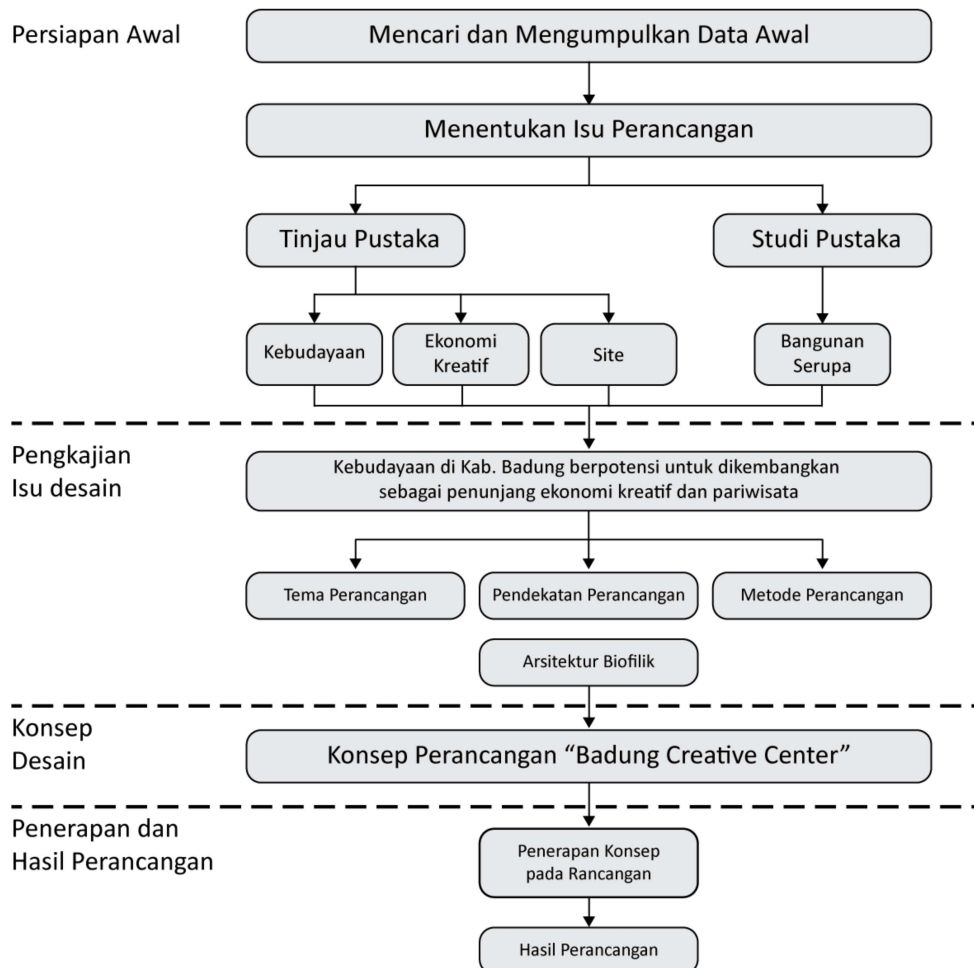 Persiapan Awal
Mencari dan Mengumpulkan Data Awal
Menentukan Isu Perancangan
Tinjau Pustaka
Studi Pustaka
Kebudayaan
Ekonomi
Kreatif
Site
Bangunan
Serupa
Pengkajian
Isu desain
Kebudayaan di Kab. Badung berpotensi untuk dikembangkan
sebagai penunjang ekonomi kreatif dan pariwisata
Tema Perancangan
Pendekatan Perancangan
Metode Perancangan
Arsitektur Biofilik
Konsep
Desain
Konsep Perancangan “Badung Creative Center”
Penerapan dan
Hasil Perancangan
Penerapan Konsep
pada Rancangan
Hasil Perancangan